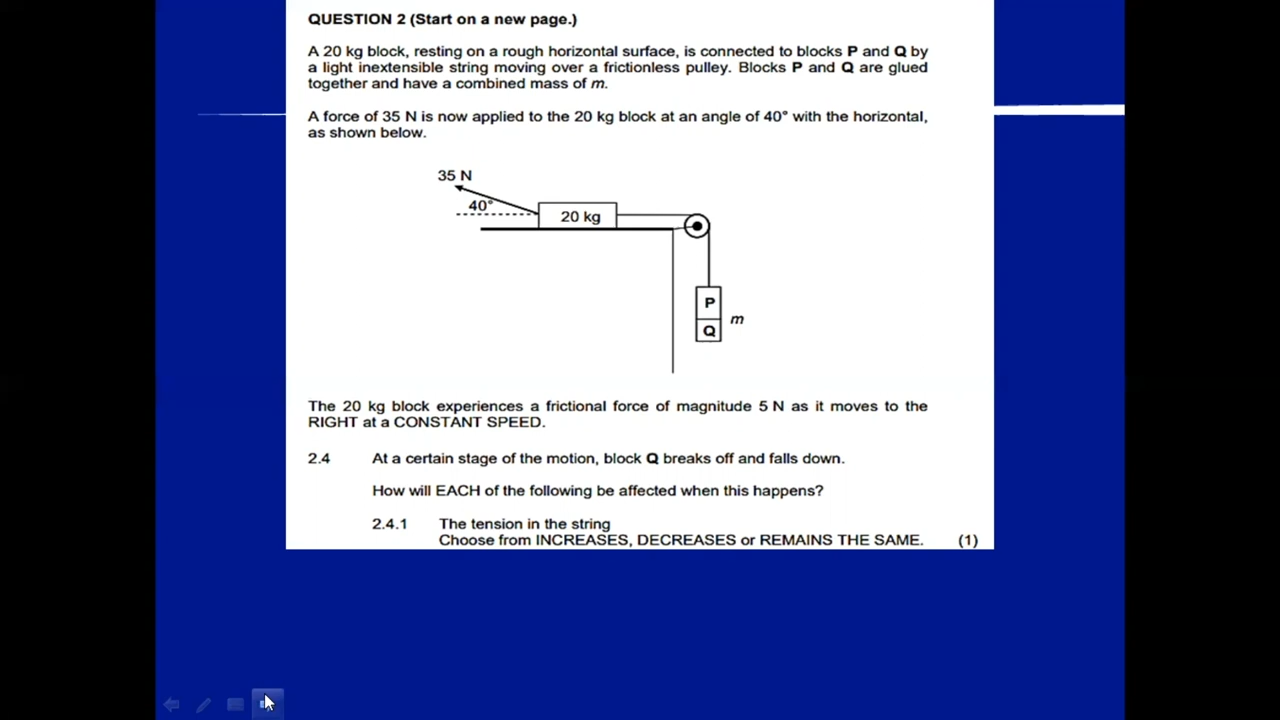 QUESTION 2 (Start on a new page.)
A 20 kg block, resting on a rough horizontal surface, is connected to blocks P and Q by
a light inextensible string moving over a frictionless pulley. Blocks P and Q are glued
together and have a combined mass of m.
A force of 35 N is now applied to the 20 kg block at an angle of 40° with the horizontal,
as shown below.
35 N
40°
20 kg
P
m
Q
The 20 kg block experiences a frictional force of magnitude 5 N as it moves to the
RIGHT at a CONSTANT SPEED.
2.4 At a certain stage of the motion, block Q breaks off and falls down.
How will EACH of the following be affected when this happens?
2.4.1 The tension in the string
Choose from INCREASES, DECREASES or REMAINS THE SAME. (1)